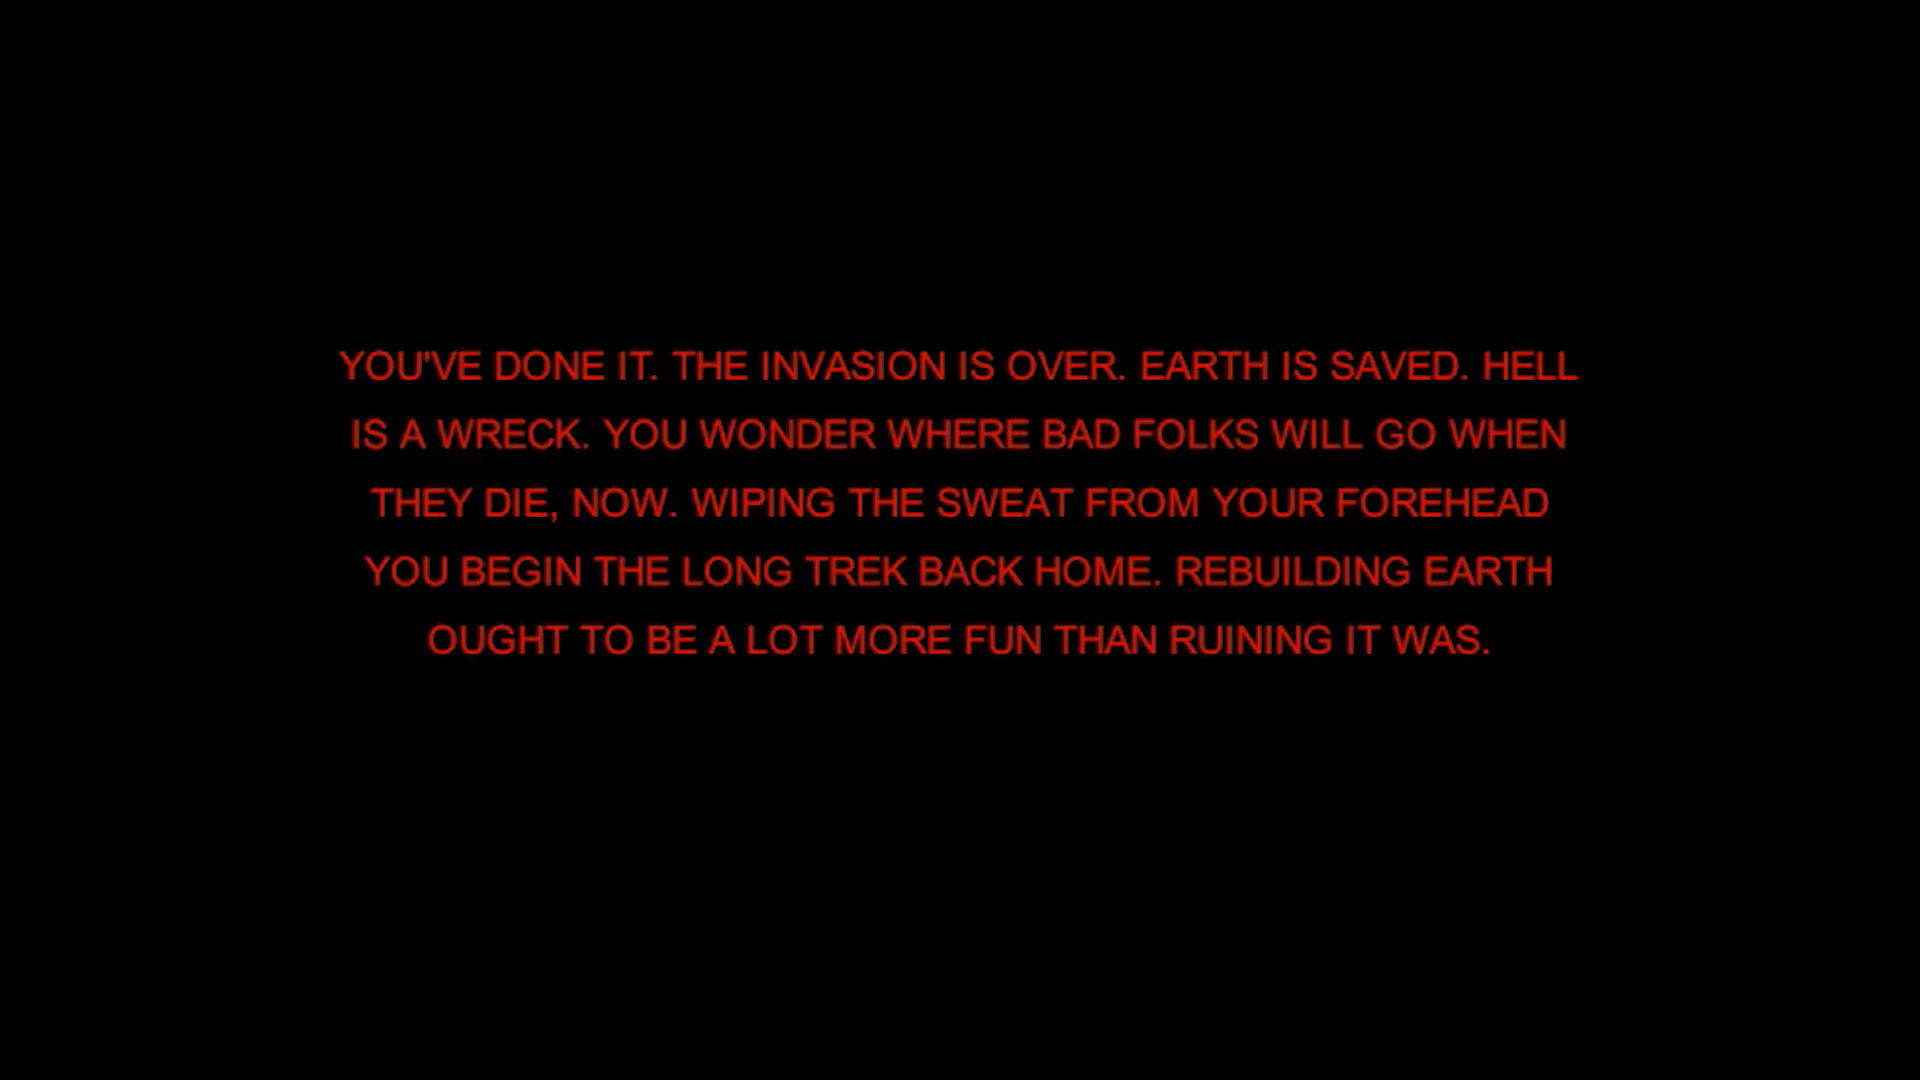 YOU'VE DONE IT. THE INVASION IS OVER. EARTH IS SAVED. HELL
IS A WRECK. YOU WONDER WHERE BAD FOLKS WILL GO WHEN
THEY DIE, NOW. WIPING THE SWEAT FROM YOUR FOREHEAD
YOU BEGIN THE LONG TREK BACK HOME. REBUILDING EARTH
OUGHT TO BE A LOT MORE FUN THAN RUINING IT WAS.